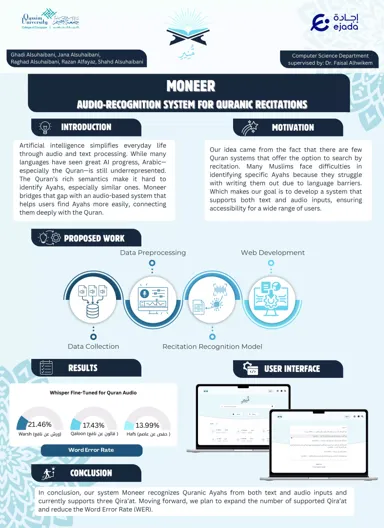 Qassim
University
إجادة
ejada
Ghadi Alsuhaibani, Jana Alsuhaibani,
Raghad Alsuhaibani, Razan Alfayaz, Shahd Alsuhaibani
Computer Science Department
supervised by: Dr. Faisal Alhwikem
MONEER
AUDIO-RECOGNITION SYSTEM FOR QURANIC RECITATIONS
INTRODUCTION
Artificial intelligence simplifies everyday life
through audio and text processing. While many
languages have seen great AI progress, Arabic—
especially the Quran—is still underrepresented.
The Quran's rich semantics make it hard to
identify Ayahs, especially similar ones. Moneer
bridges that gap with an audio-based system that
helps users find Ayahs more easily, connecting
them deeply with the Quran.
MOTIVATION
Our idea came from the fact that there are few
Quran systems that offer the option to search by
recitation. Many Muslims face difficulties in
identifying specific Ayahs because they struggle
with writing them out due to language barriers.
Which makes our goal is to develop a system that
supports both text and audio inputs, ensuring
accessibility for a wide range of users.
PROPOSED WORK
Data Preprocessing
Web Development
Data Collection
Recitation Recognition Model
RESULTS
Whisper Fine-Tuned for Quran Audio
21.46%
17.43%
13.99%
Warsh (ورش عن نافع)
Qaloon (قالون عن نافع)
Hafs (حفص عن عاصم)
Word Error Rate
USER INTERFACE
CONCLUSION
In conclusion, our system Moneer recognizes Quranic Ayahs from both text and audio inputs and
currently supports three Qira'at. Moving forward, we plan to expand the number of supported Qira'at
and reduce the Word Error Rate (WER).